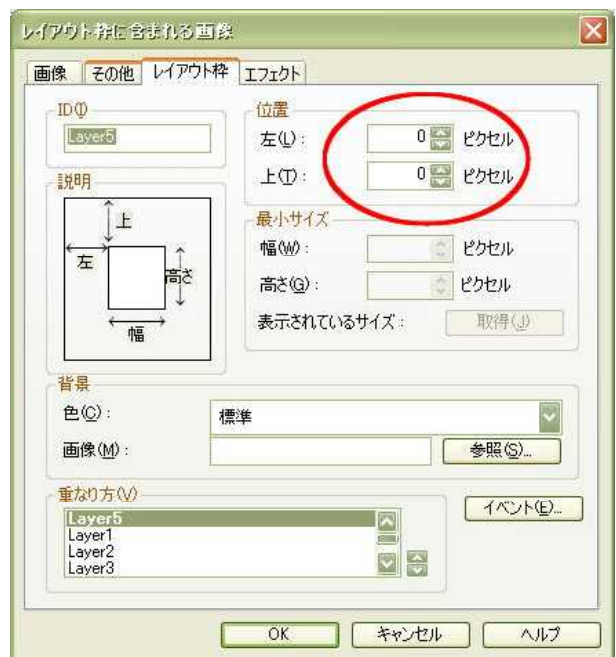 レイアウト枠に含まれる画像
画像 その他 レイアウト枠 エフェクト
ID(I)
Layer5
位置
左(L): 0 ピクセル
上(T): 0 ピクセル
説明
上
左
高さ
幅
最小サイズ
幅(W): ピクセル
高さ(G): ピクセル
表示されているサイズ: 取得(J)
背景
色(C): 標準
画像(M): 参照(S)...
重なり方(V)
Layer5
Layer1
Layer2
Layer3
イベント(E)...
OK キャンセル ヘルプ